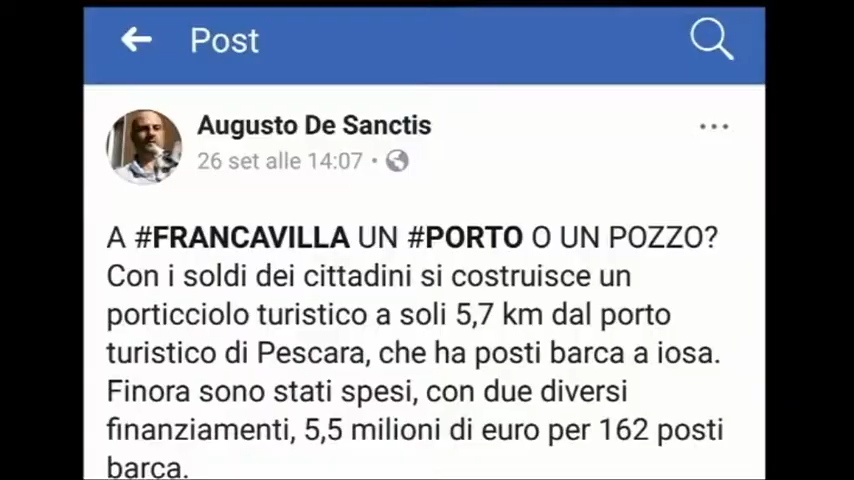 Post
Augusto De Sanctis
26 set alle 14:07 •
A #FRANCAVILLA UN #PORTO O UN POZZO?
Con i soldi dei cittadini si costruisce un
porticciolo turistico a soli 5,7 km dal porto
turistico di Pescara, che ha posti barca a iosa.
Finora sono stati spesi, con due diversi
finanziamenti, 5,5 milioni di euro per 162 posti
barca.